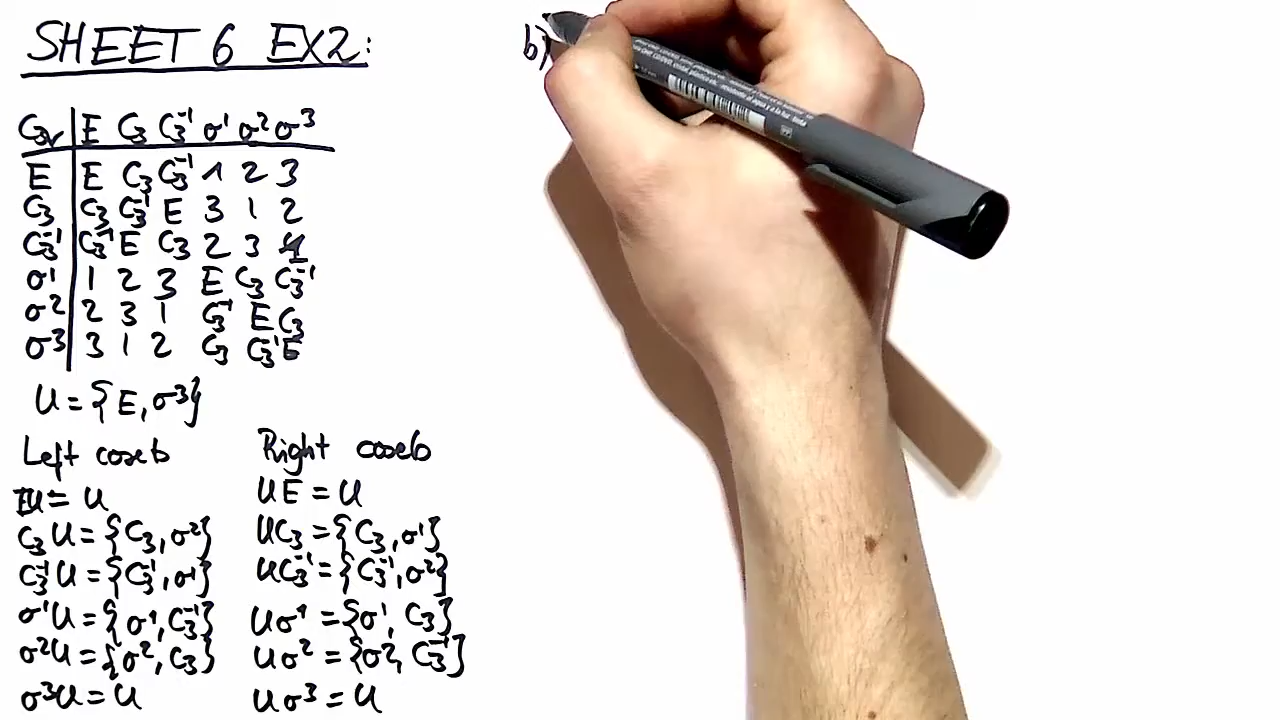 SHEET 6 EX2:
C3v E C3 C3⁻¹ σ¹ σ² σ³
E E C3 C3⁻¹ 1 2 3
C3 C3 C3⁻¹ E 3 1 2
C3⁻¹ C3⁻¹ E C3 2 3 1
σ1 1 2 3 E C3 C3⁻¹
σ2 2 3 1 C3⁻¹ E C3
σ3 3 1 2 C3 C3⁻¹ E
U = {E, σ³}
Left cosets
EU = U
C3 U = {C3, σ²}
C3⁻¹ U = {C3⁻¹, σ¹}
σ¹U = {σ¹, C3⁻¹}
σ²U = {σ², C3}
σ³U = U
Right cosets
UE = U
UC3 = {C3, σ¹}
UC3⁻¹ = {C3⁻¹, σ²}
Uσ¹ = {σ¹, C3}
Uσ² = {σ², C3⁻¹}
Uσ³ = U
b)